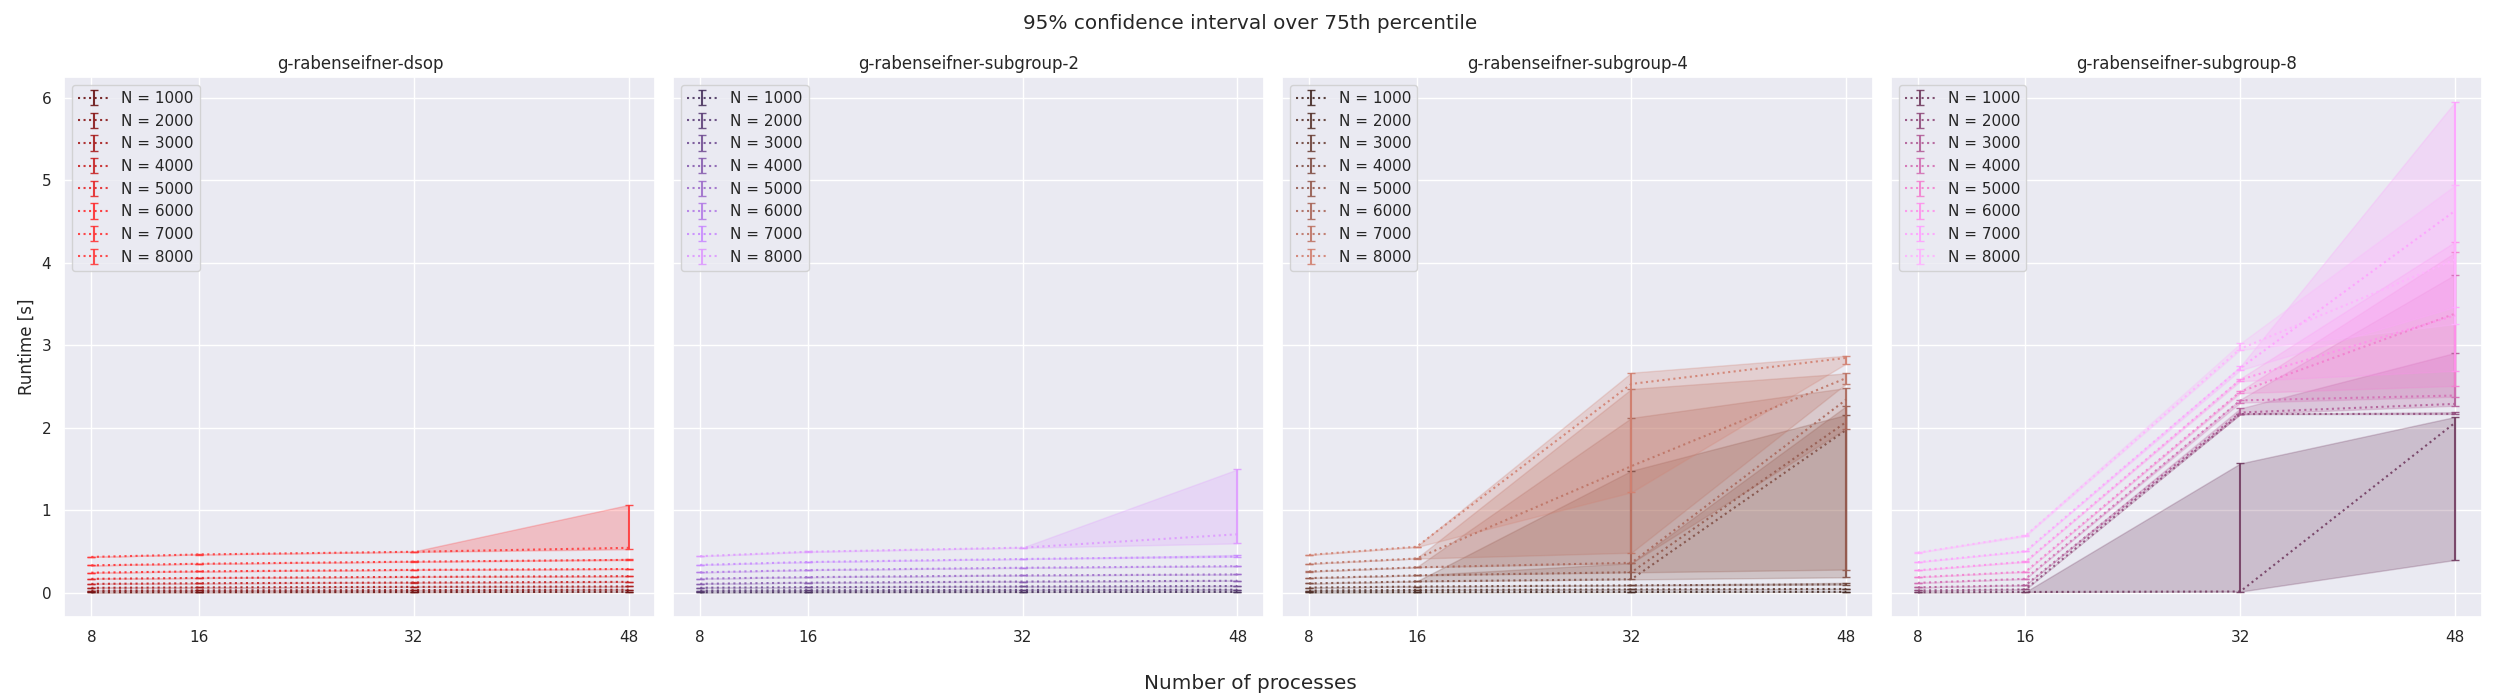 95% confidence interval over 75th percentile
g-rabenseifner-dsop
g-rabenseifner-subgroup-2
g-rabenseifner-subgroup-4
g-rabenseifner-subgroup-8
Runtime [s]
6
5
4
3
2
1
0
N = 1000
N = 2000
N = 3000
N = 4000
N = 5000
N = 6000
N = 7000
N = 8000
8 16 32 48
N = 1000
N = 2000
N = 3000
N = 4000
N = 5000
N = 6000
N = 7000
N = 8000
8 16 32 48
N = 1000
N = 2000
N = 3000
N = 4000
N = 5000
N = 6000
N = 7000
N = 8000
8 16 32 48
N = 1000
N = 2000
N = 3000
N = 4000
N = 5000
N = 6000
N = 7000
N = 8000
8 16 32 48
Number of processes